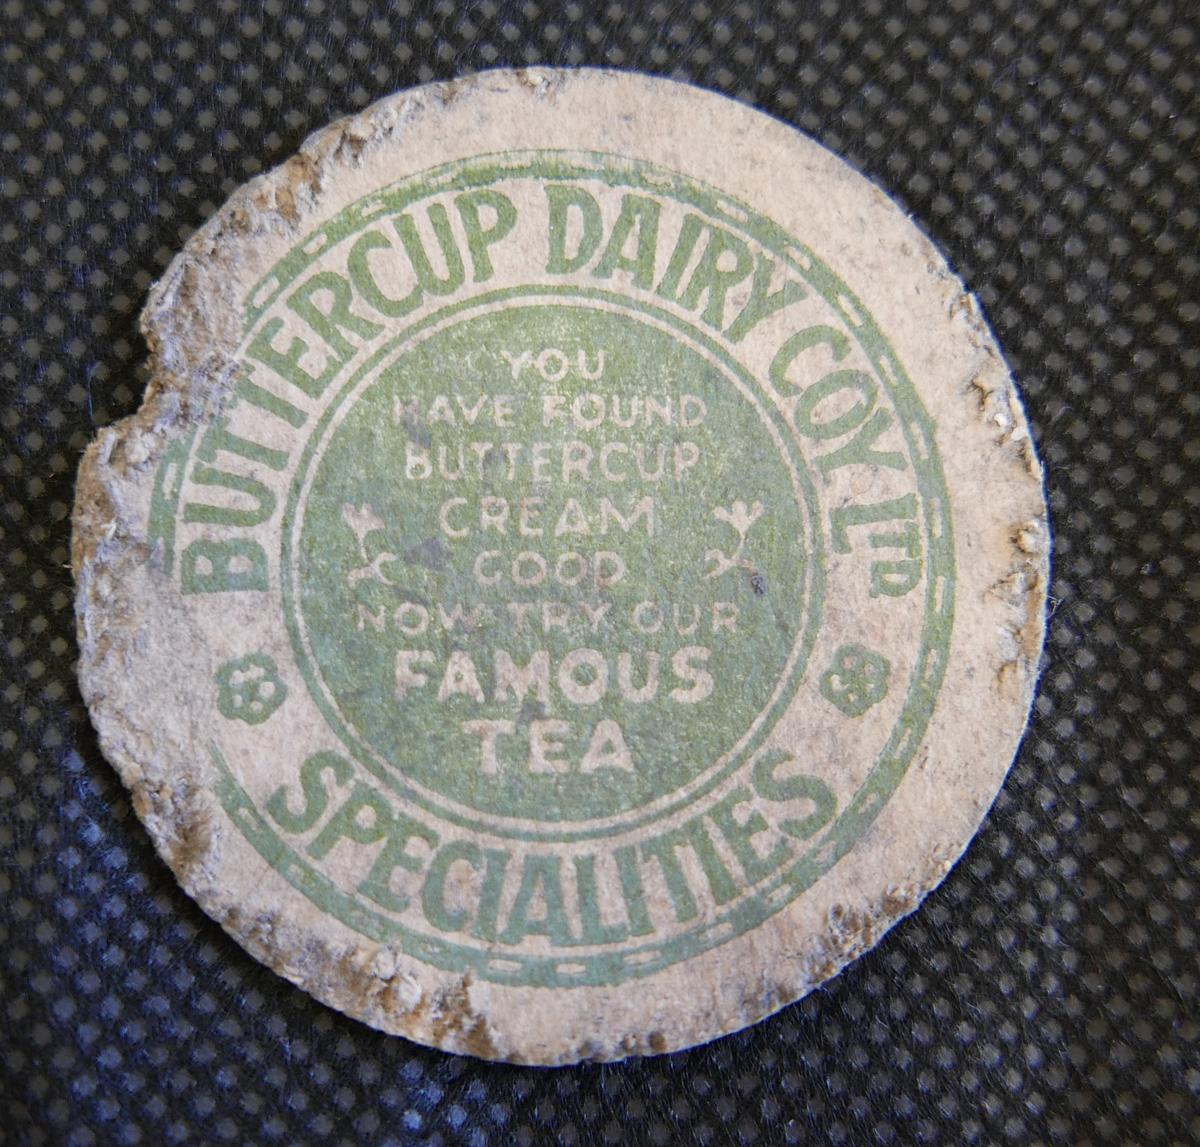 BUTTERCUP DAIRY COY LTD
YOU
HAVE FOUND
BUTTERCUP
CREAM
GOOD
NOW TRY OUR
FAMOUS
TEA
SPECIALITIES